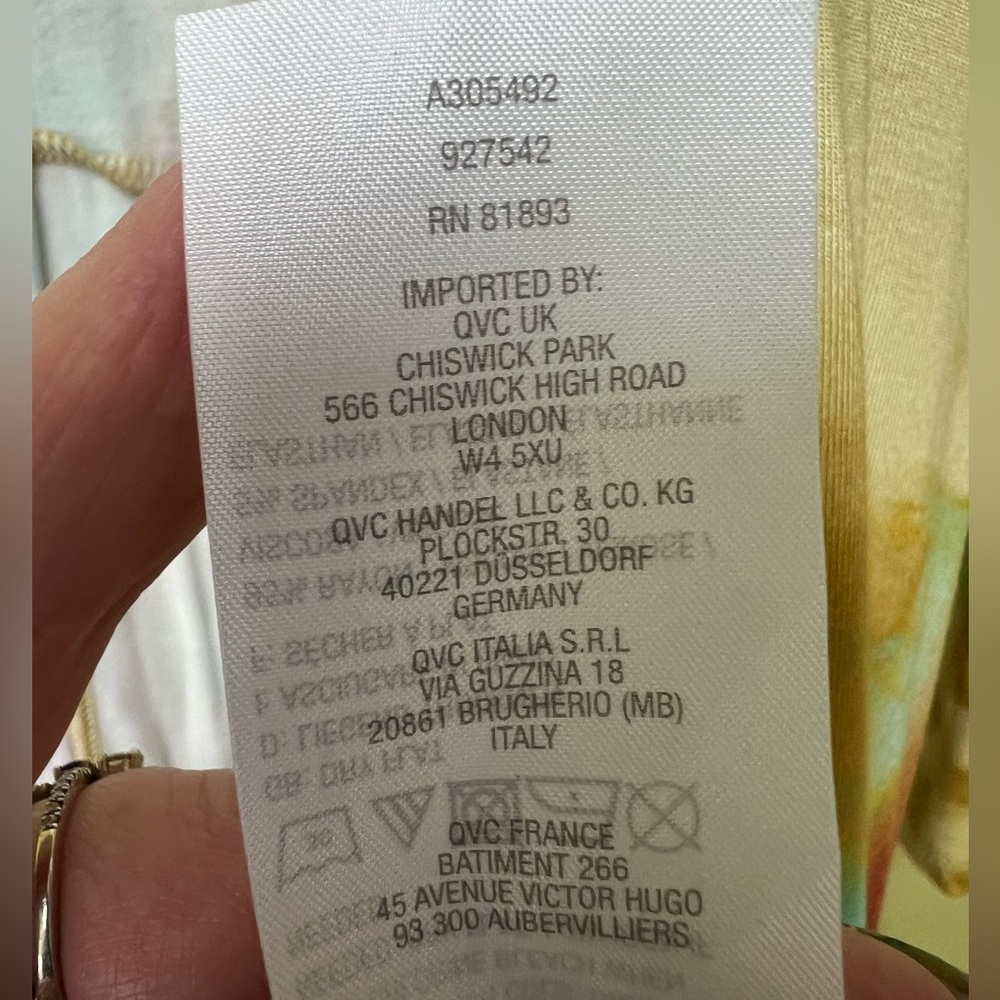 A305492
927542
RN 81893
IMPORTED BY:
QVC UK
CHISWICK PARK
566 CHISWICK HIGH ROAD
LONDON
W4 5XU
QVC HANDEL LLC & CO. KG
PLOCKSTR. 30
40221 DÜSSELDORF
GERMANY
QVC ITALIA S.R.L
VIA GUZZINA 18
20861 BRUGHERIO (MB)
ITALY
QVC FRANCE
BATIMENT 266
45 AVENUE VICTOR HUGO
93 300 AUBERVILLIERS